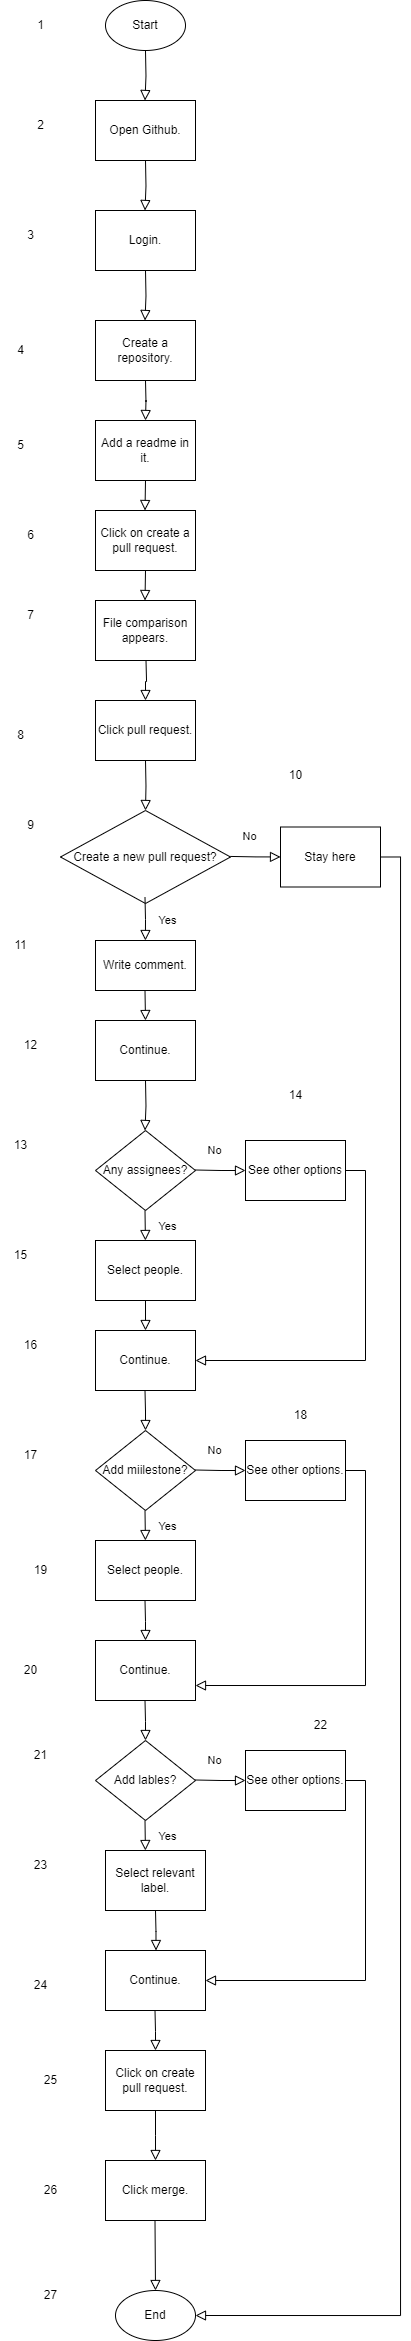 1
Start
2
Open Github.
3
Login.
4
Create a
repository.
5
Add a readme in
it.
6
Click on create a
pull request.
7
File comparison
appears.
8
Click pull request.
10
9
Create a new pull request?
No
Stay here
Yes
11
Write comment.
12
Continue.
14
13
Any assignees?
No
See other options
Yes
15
Select people.
16
Continue.
18
17
Add miilestone?
No
See other options.
Yes
19
Select people.
20
Continue.
22
21
Add lables?
No
See other options.
Yes
23
Select relevant
label.
24
Continue.
25
Click on create
pull request.
26
Click merge.
27
End